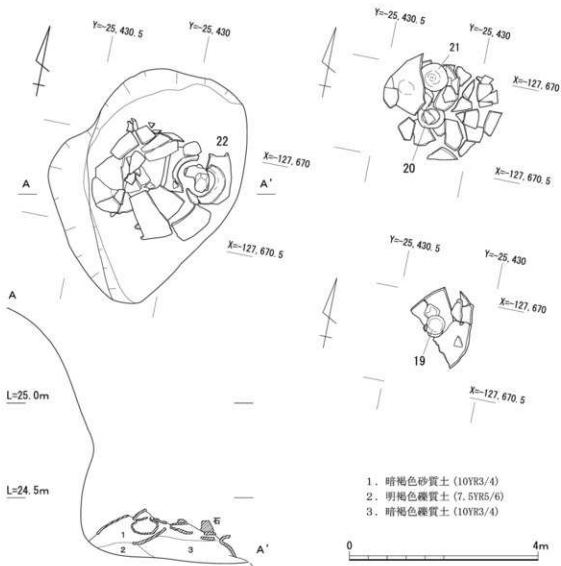 Y=-25,430.5
Y=-25,430
22
X=-127,670
A
A'
X=-127,670.5
21
Y=-25,430
X=-127,670
20
X=-127,670.5
Y=-25,430.5
Y=-25,430
X=-127,670
19
X=-127,670.5
A
L=25.0m
L=24.5m
石
1
2
3
A'
1. 暗褐色砂質土 (10YR3/4)
2. 明褐色礫質土 (7.5YR5/6)
3. 暗褐色礫質土 (10YR3/4)
0
4m